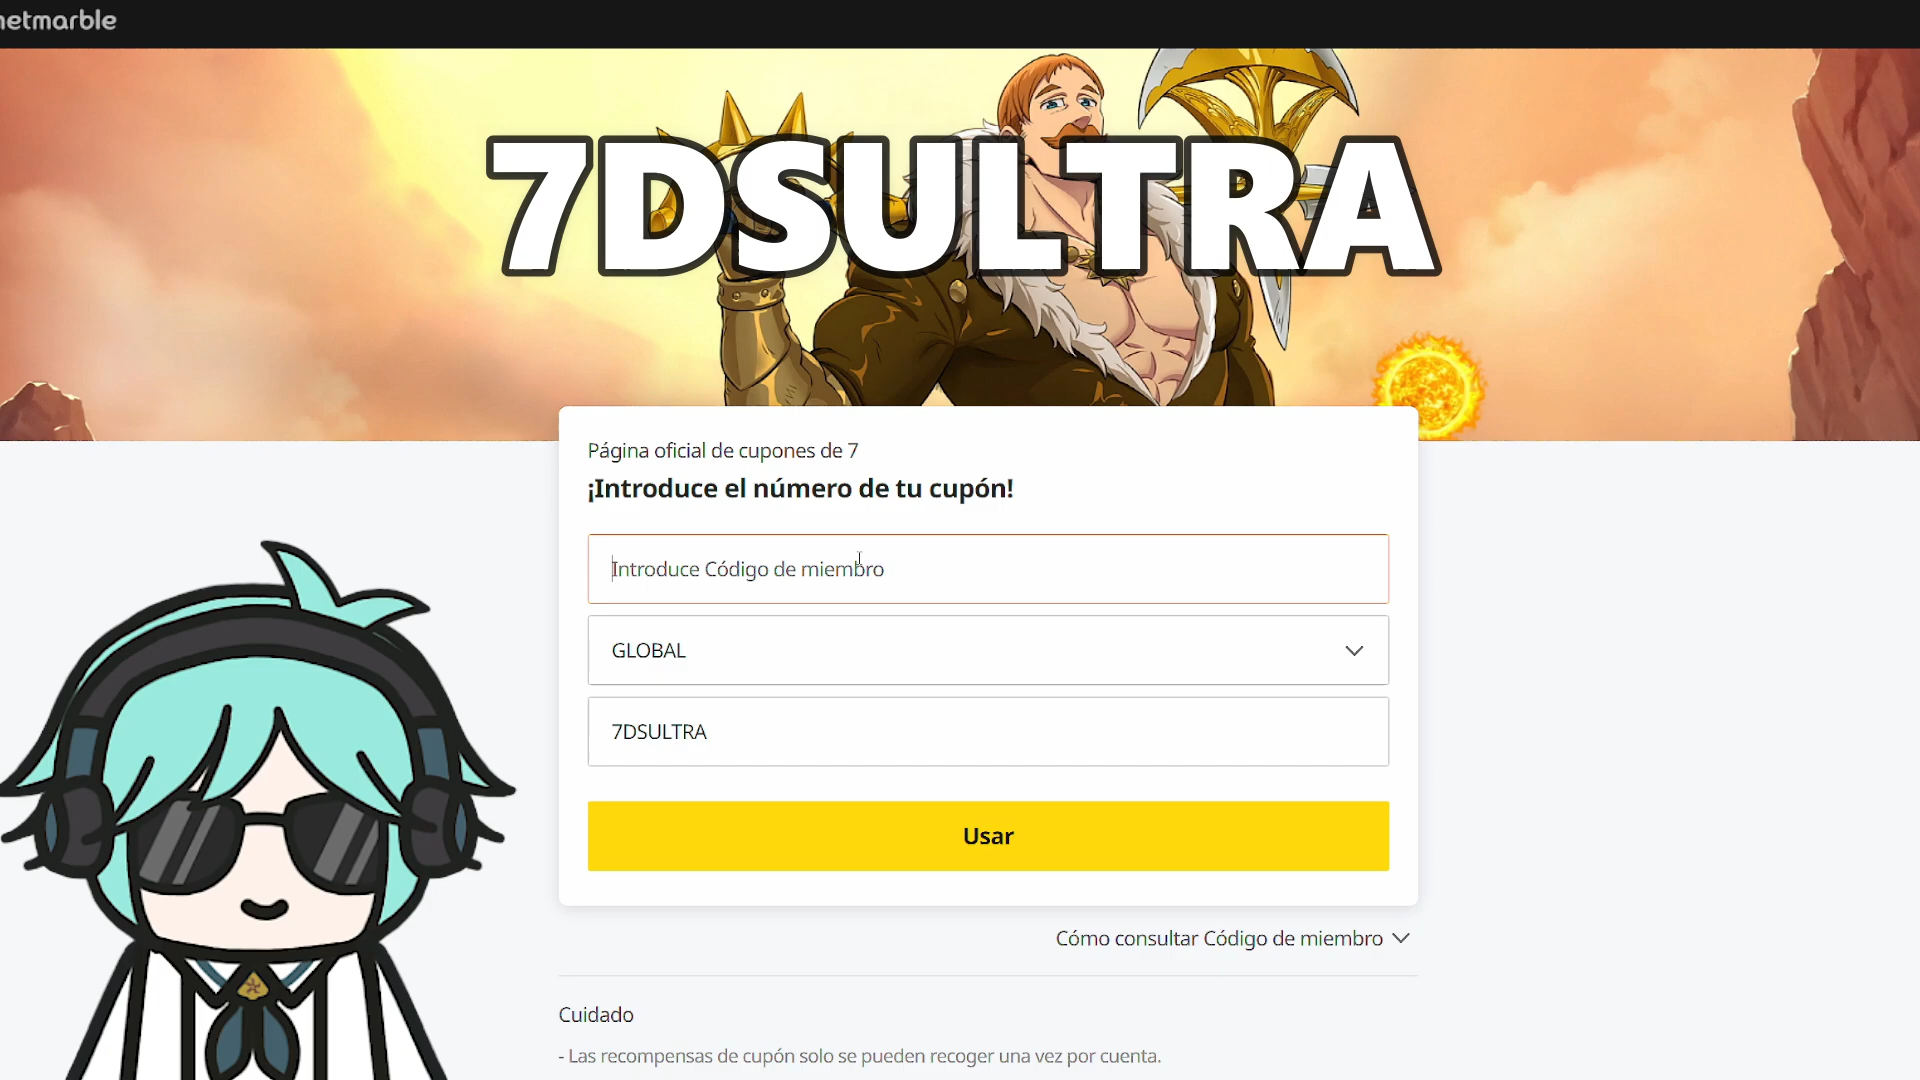 netmarble
7DSULTRA
Página oficial de cupones de 7
¡Introduce el número de tu cupón!
Introduce Código de miembro
GLOBAL
7DSULTRA
Usar
Cómo consultar Código de miembro
Cuidado
- Las recompensas de cupón solo se pueden recoger una vez por cuenta.